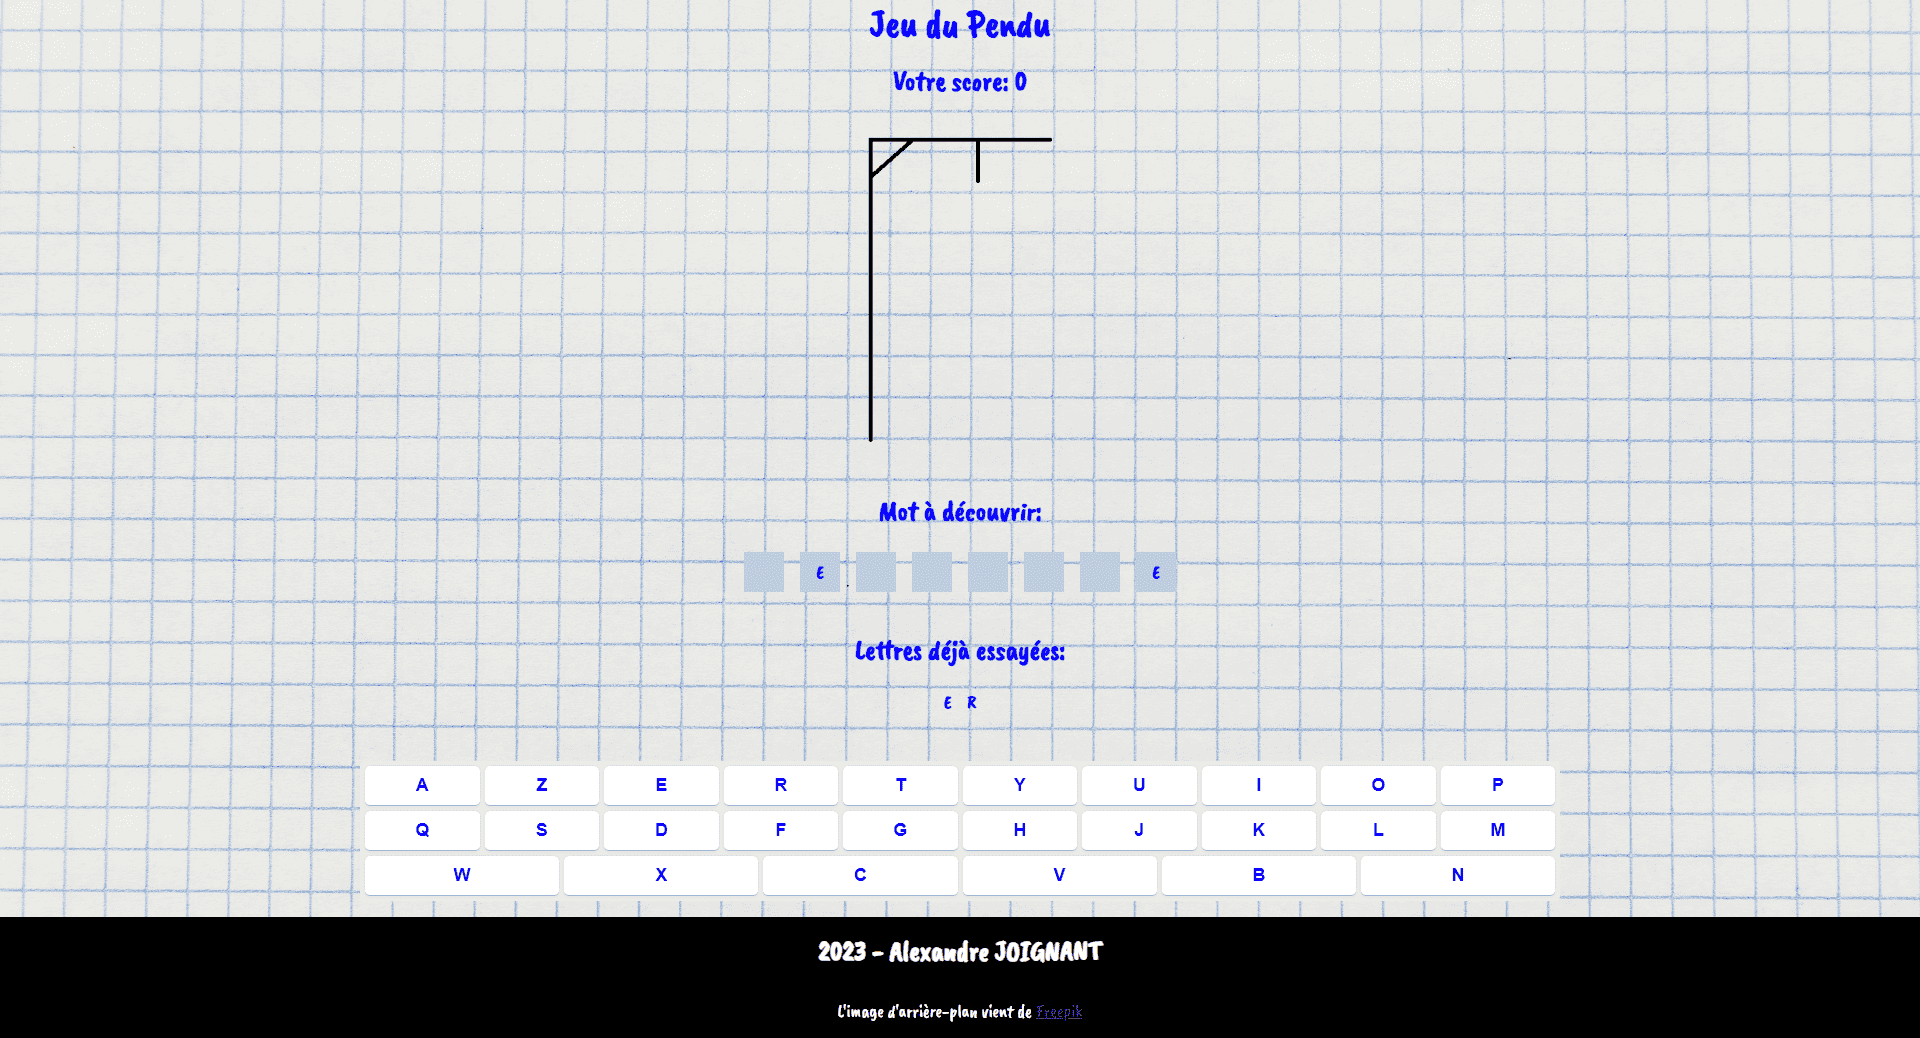 Jeu du Pendu
Votre score: 0
Mot à découvrir:
E E
Lettres déjà essayées:
E R
A Z E R T Y U I O P
Q S D F G H J K L M
W X C V B N
2023 - Alexandre JOIGNANT
L'image d'arrière-plan vient de Freepik